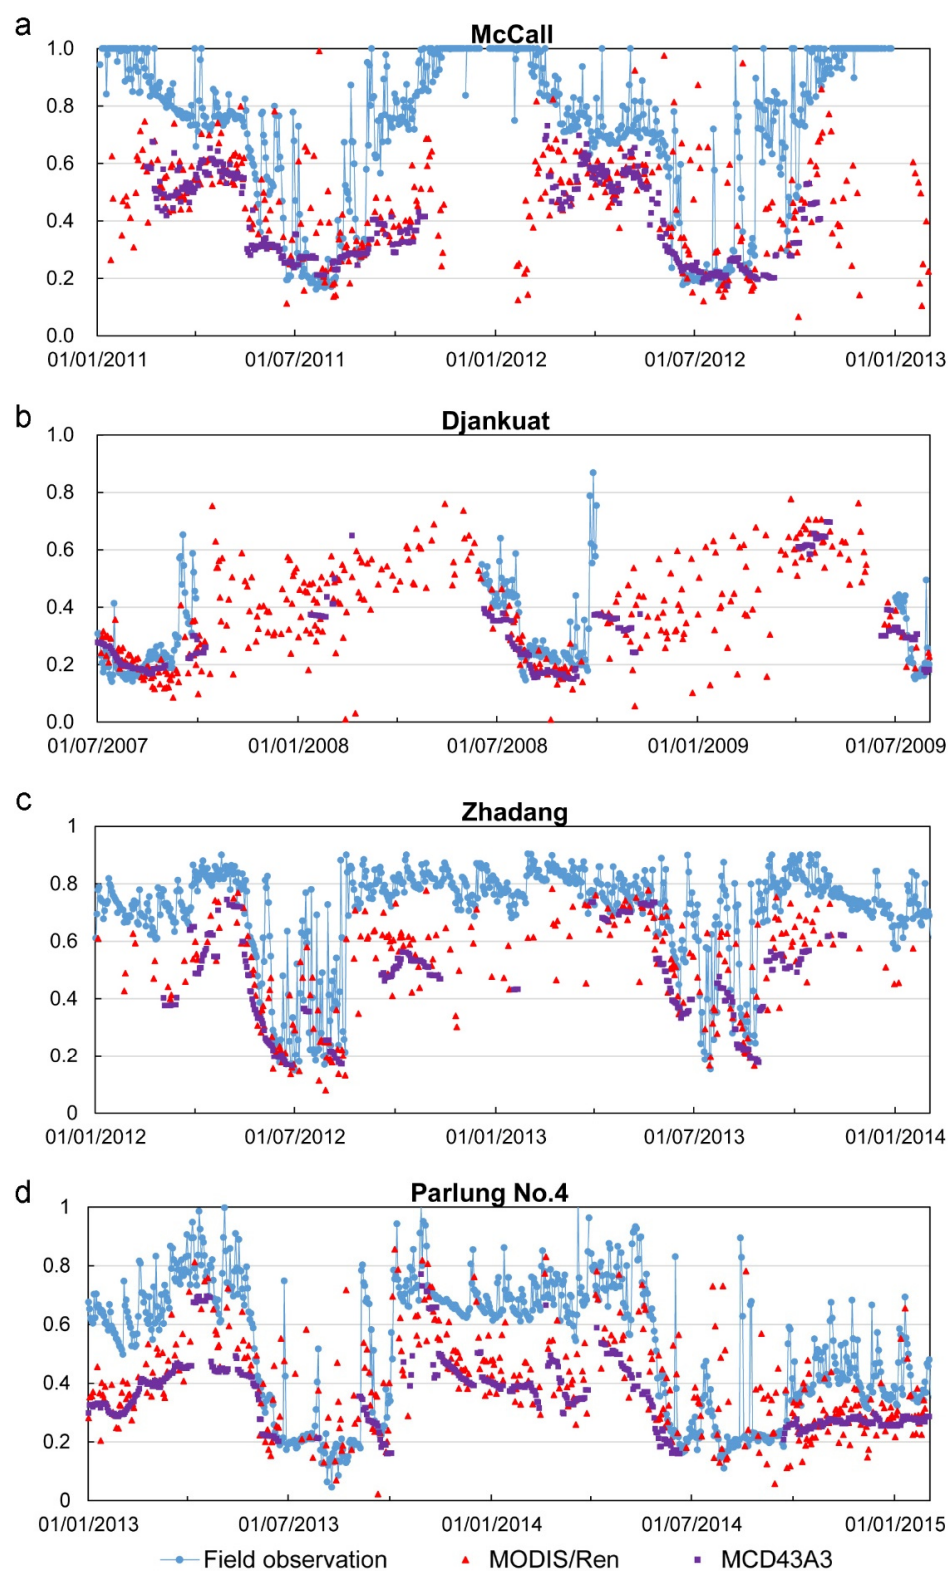 a
McCall
1.0
0.8
0.6
0.4
0.2
0.0
01/01/2011 01/07/2011 01/01/2012 01/07/2012 01/01/2013
b
Djankuat
1.0
0.8
0.6
0.4
0.2
0.0
01/07/2007 01/01/2008 01/07/2008 01/01/2009 01/07/2009
c
Zhadang
1
0.8
0.6
0.4
0.2
0
01/01/2012 01/07/2012 01/01/2013 01/07/2013 01/01/2014
d
Parlung No.4
1
0.8
0.6
0.4
0.2
0
01/01/2013 01/07/2013 01/01/2014 01/07/2014 01/01/2015
Field observation MODIS/Ren MCD43A3